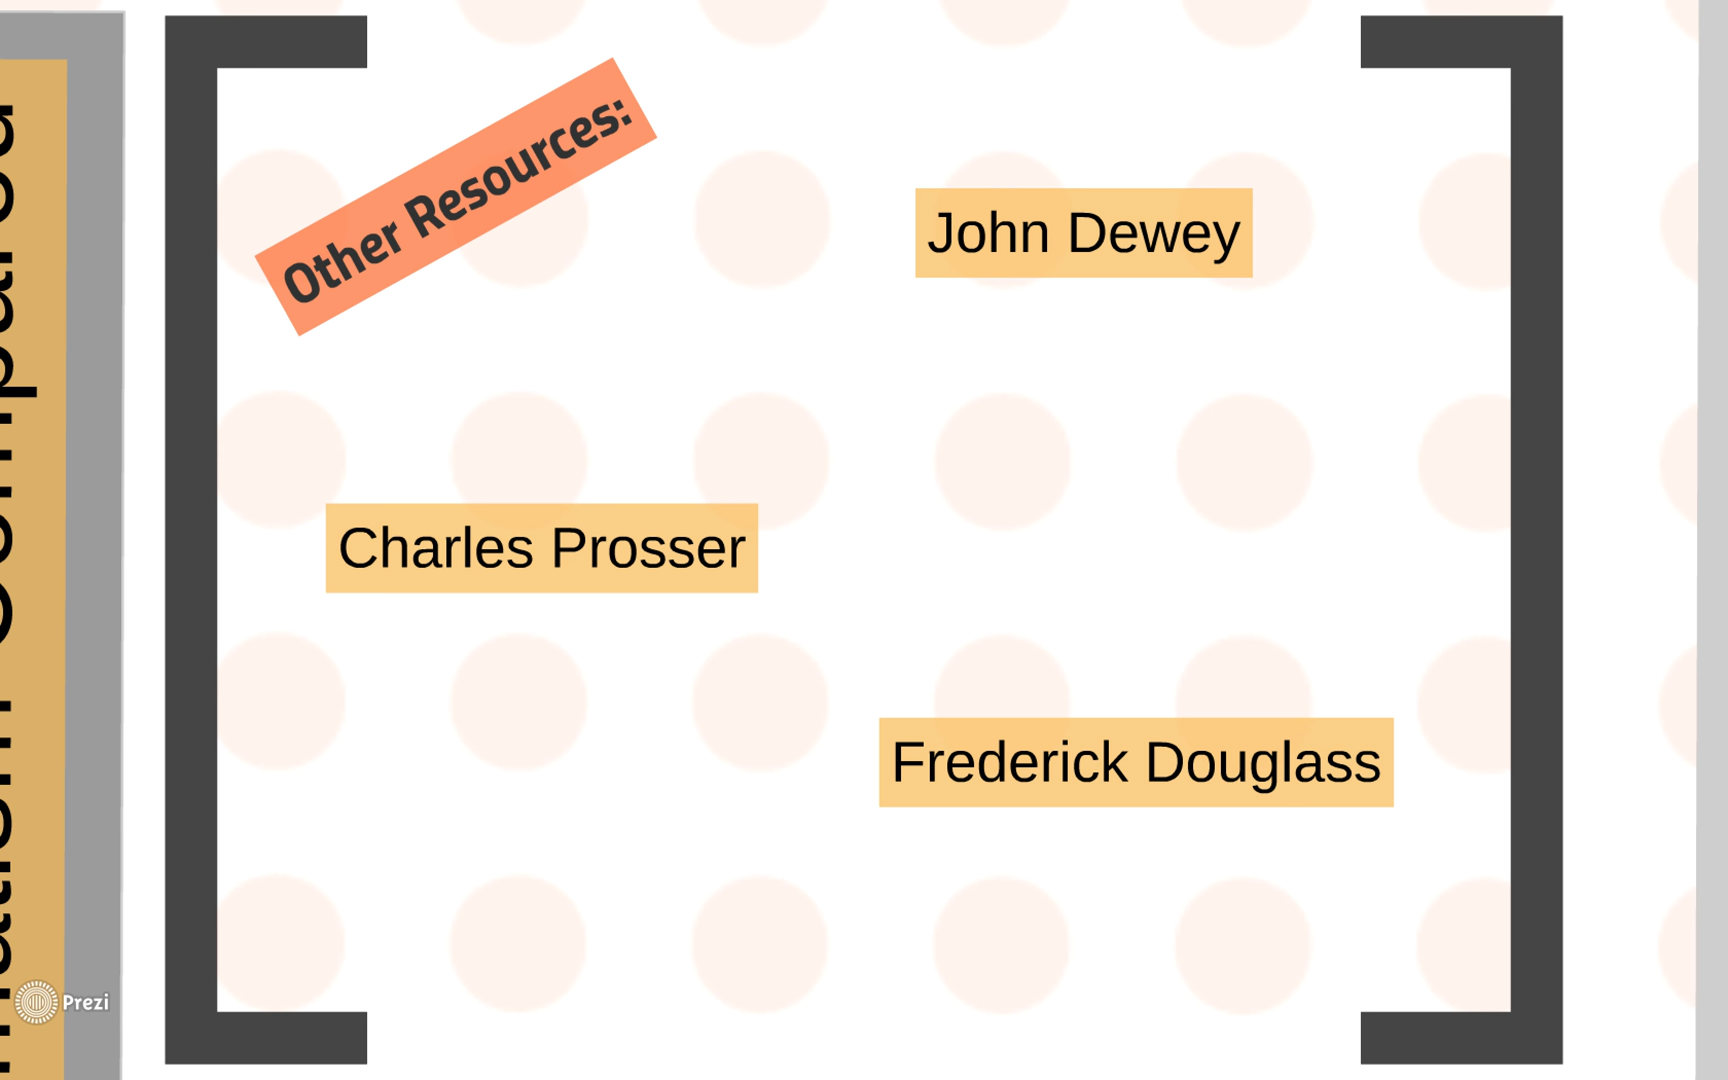 Other Resources:
John Dewey
Charles Prosser
Frederick Douglass
Prezi